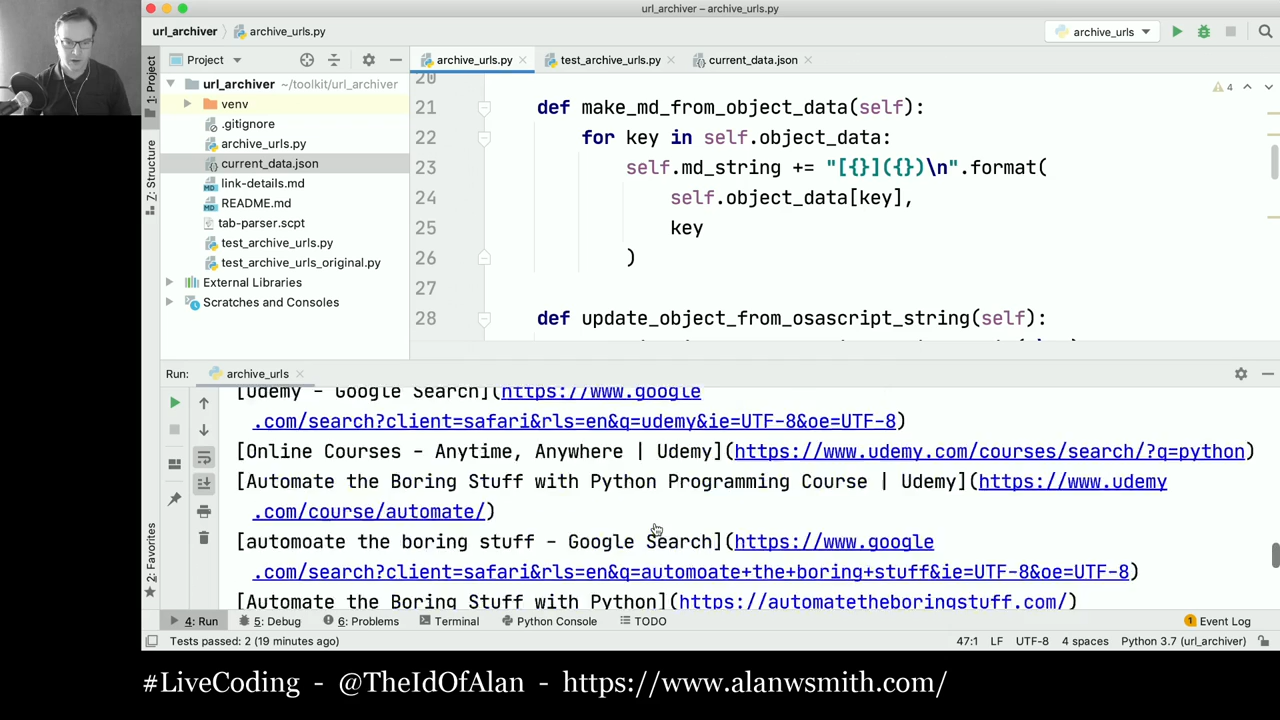 url_archiver – archive_urls.py
url_archiver
archive_urls.py
archive_urls
1: Project
Z: Structure
2: Favorites
Project
url_archiver ~/toolkit/url_archiver
venv
.gitignore
archive_urls.py
current_data.json
link-details.md
README.md
tab-parser.scpt
test_archive_urls.py
test_archive_urls_original.py
External Libraries
Scratches and Consoles
archive_urls.py
test_archive_urls.py
current_data.json
4
20
21 def make_md_from_object_data(self):
22 for key in self.object_data:
23 self.md_string += "[{}]({})\n".format(
24 self.object_data[key],
25 key
26 )
27
28 def update_object_from_osascript_string(self):
Run: archive_urls
[Udemy - Google Search](https://www.google
.com/search?client=safari&rls=en&q=udemy&ie=UTF-8&oe=UTF-8)
[Online Courses - Anytime, Anywhere | Udemy](https://www.udemy.com/courses/search/?q=python)
[Automate the Boring Stuff with Python Programming Course | Udemy](https://www.udemy
.com/course/automate/)
[automoate the boring stuff - Google Search](https://www.google
.com/search?client=safari&rls=en&q=automoate+the+boring+stuff&ie=UTF-8&oe=UTF-8)
[Automate the Boring Stuff with Python](https://automatetheboringstuff.com/)
4: Run 5: Debug 6: Problems Terminal Python Console TODO 1 Event Log
Tests passed: 2 (19 minutes ago) 47:1 LF UTF-8 4 spaces Python 3.7 (url_archiver)
#LiveCoding - @TheIdOfAlan - https://www.alanwsmith.com/